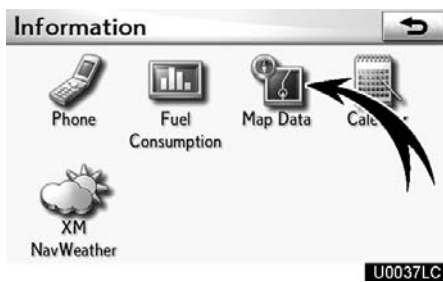 Information
Phone
Fuel
Consumption
Map Data
XM
NavWeather
U0037LC